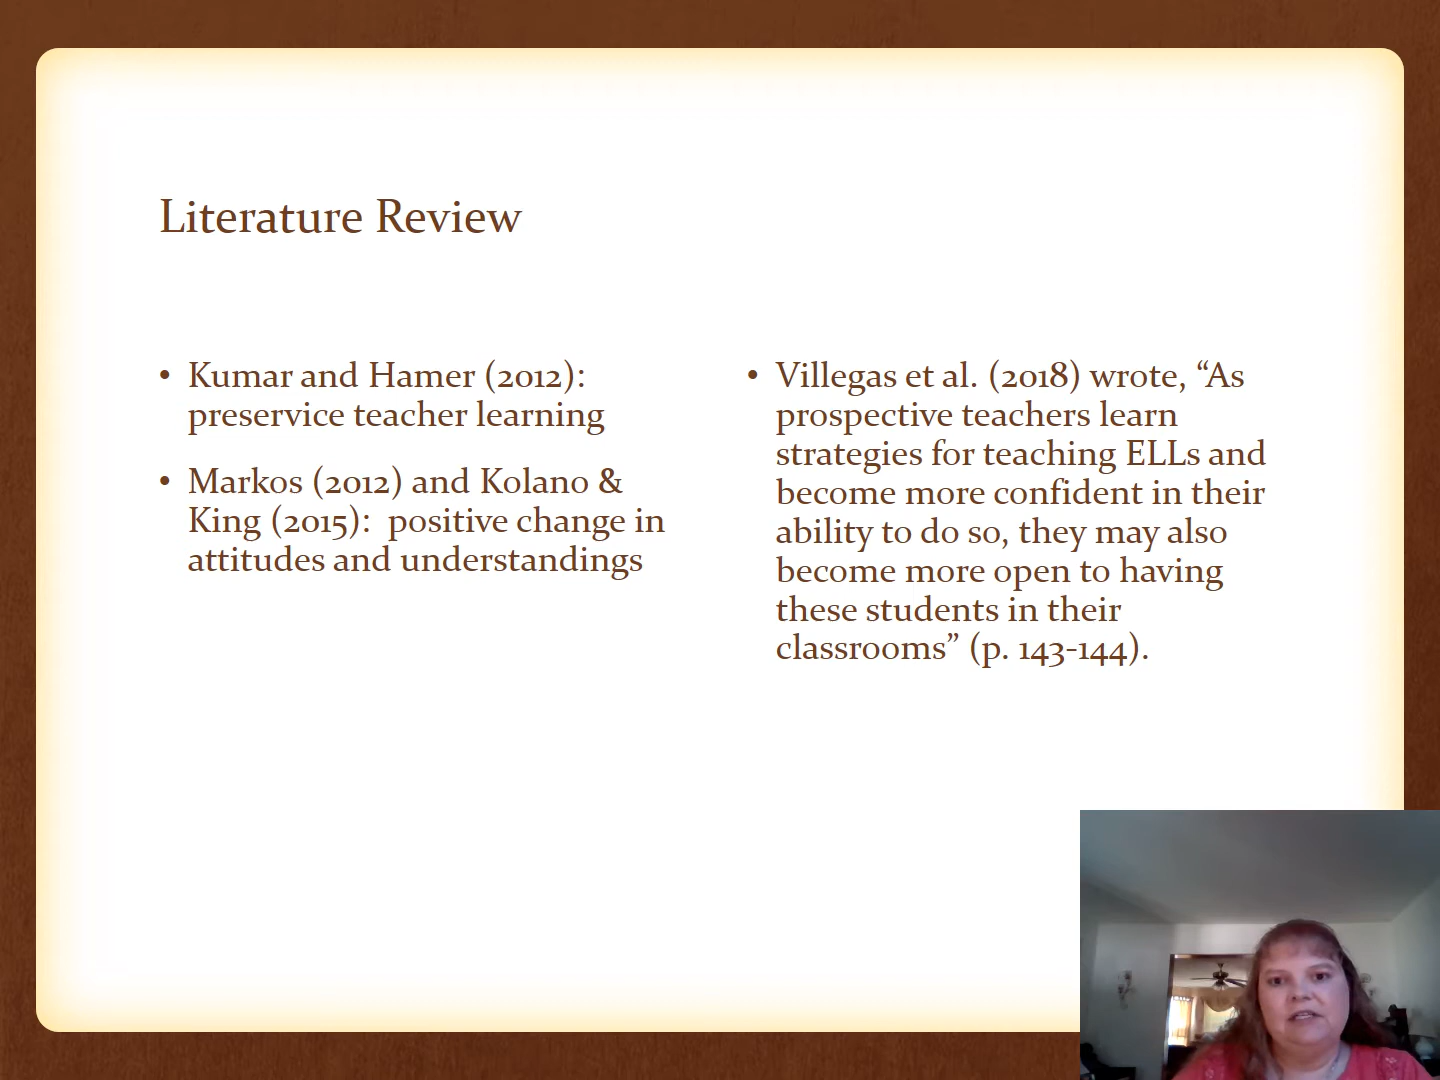 Literature Review
• Kumar and Hamer (2012):
preservice teacher learning
• Markos (2012) and Kolano &
King (2015):  positive change in
attitudes and understandings
• Villegas et al. (2018) wrote, “As
prospective teachers learn
strategies for teaching ELLs and
become more confident in their
ability to do so, they may also
become more open to having
these students in their
classrooms” (p. 143-144).